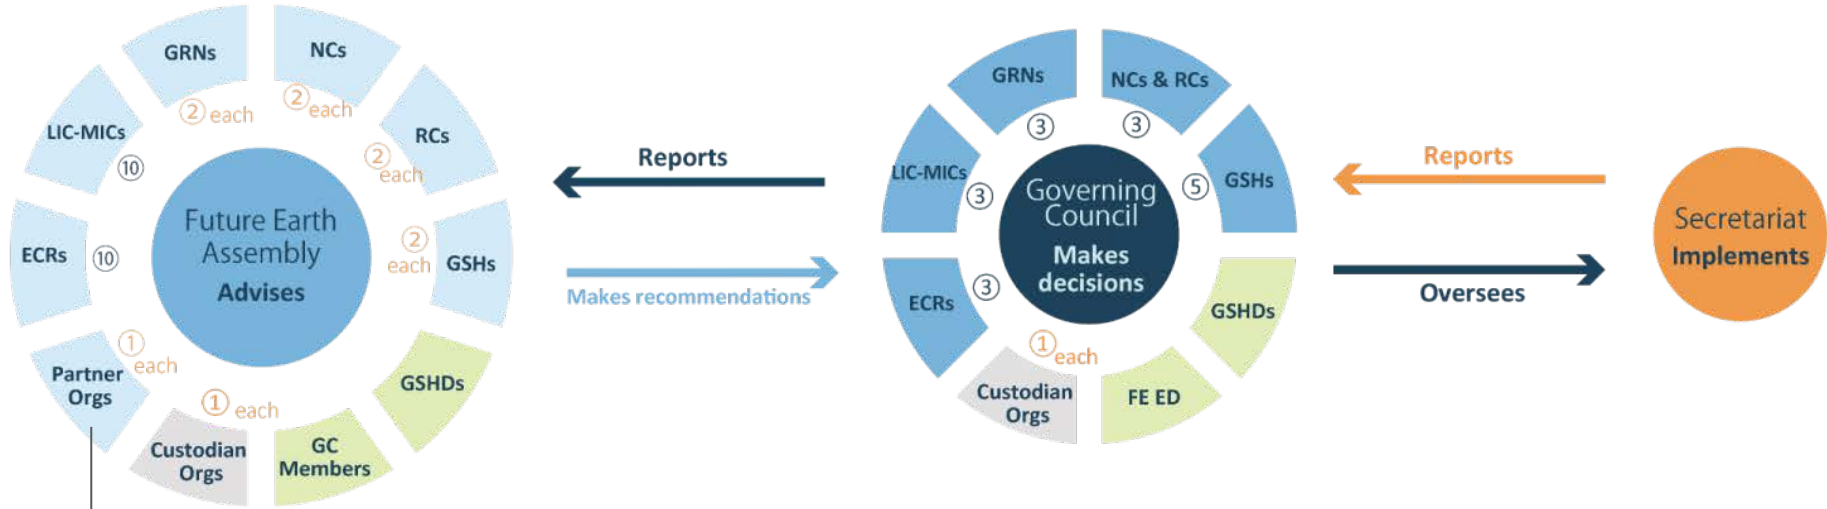 GRNs
NCs
2 each
2
each
LIC-MICs
10
RCs
2
each
ECRs
10
Future Earth
Assembly
Advises
2
each
GSHs
1
each
Partner
Orgs
1 each
GSHDs
Custodian
Orgs
GC
Members
Reports
Makes recommendations
GRNs
3
NCs & RCs
3
LIC-MICs
3
5
GSHs
Governing
Council
Makes
decisions
ECRs
3
GSHDs
1
each
Custodian
Orgs
FE ED
Reports
Oversees
Secretariat
Implements